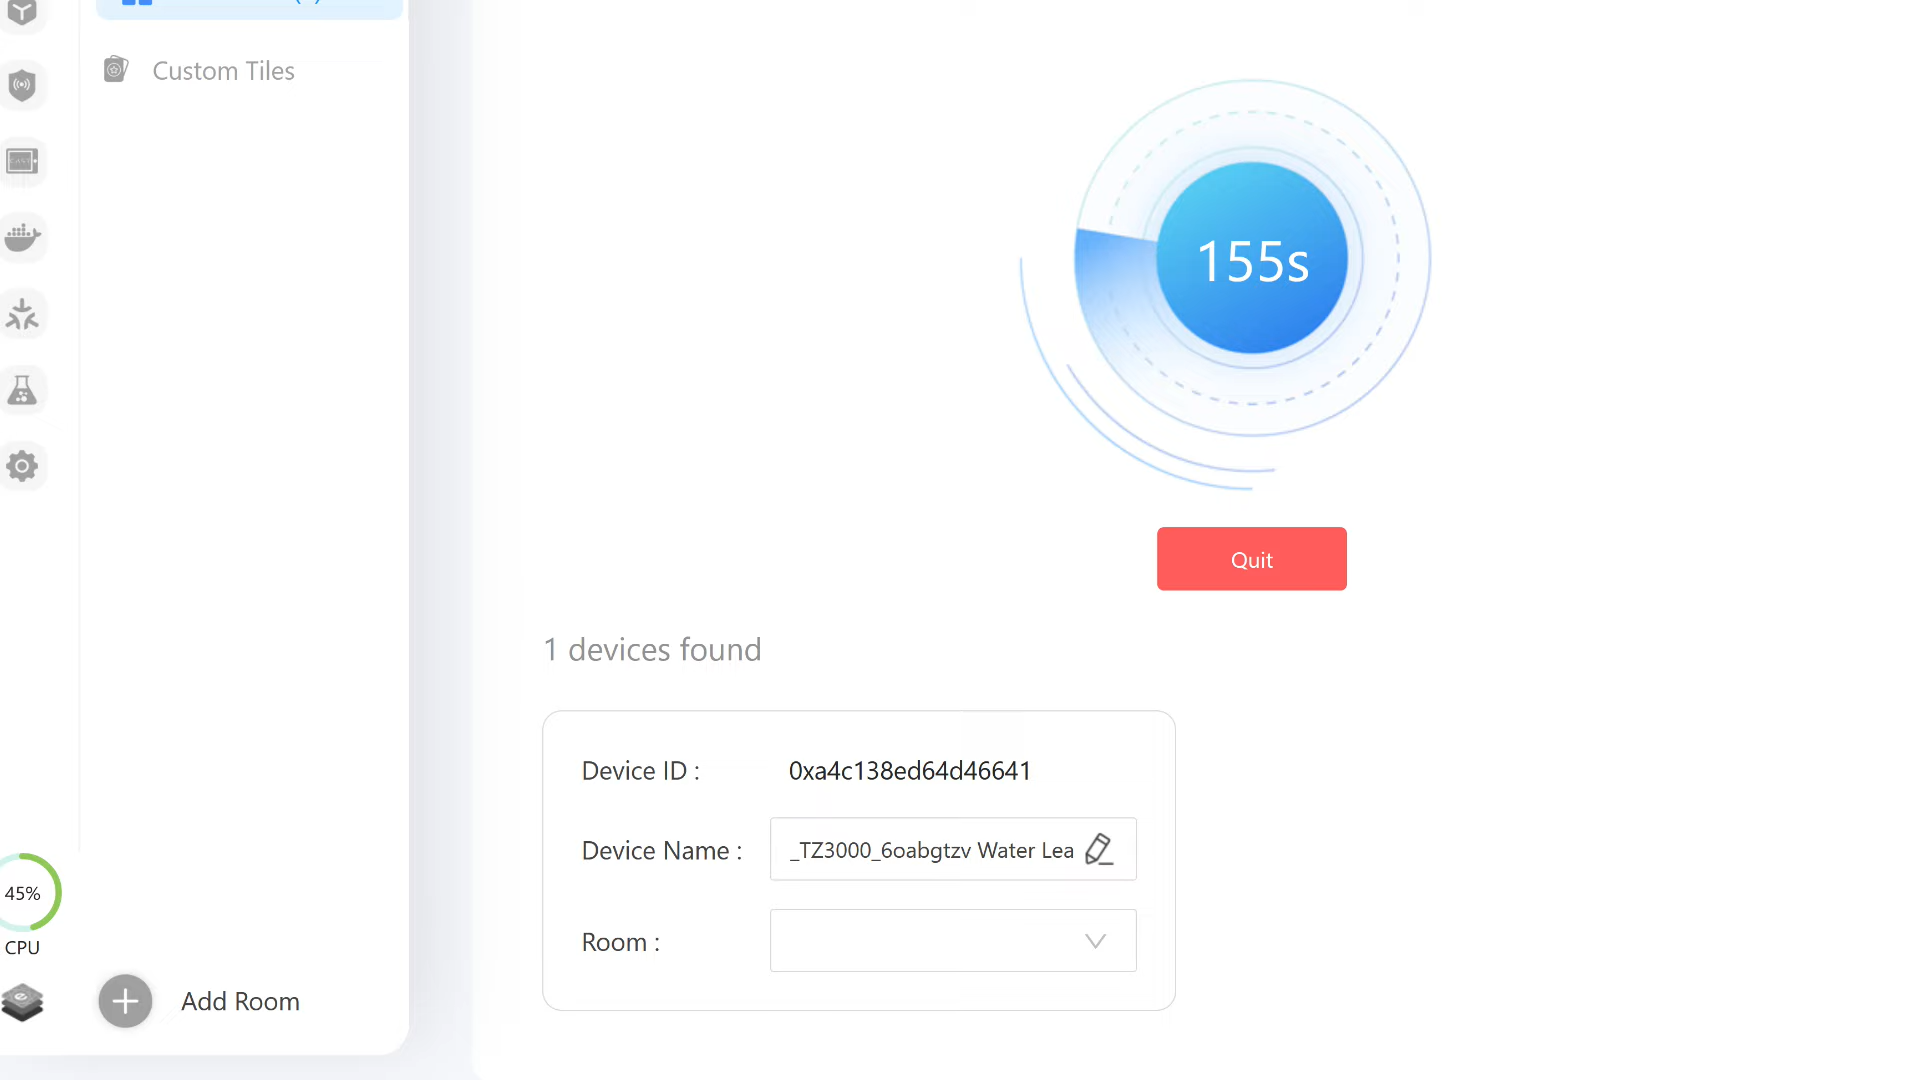 Custom Tiles
155s
Quit
1 devices found
Device ID : 0xa4c138ed64d46641
Device Name : _TZ3000_6oabgtzv Water Lea
Room :
45%
CPU
Add Room